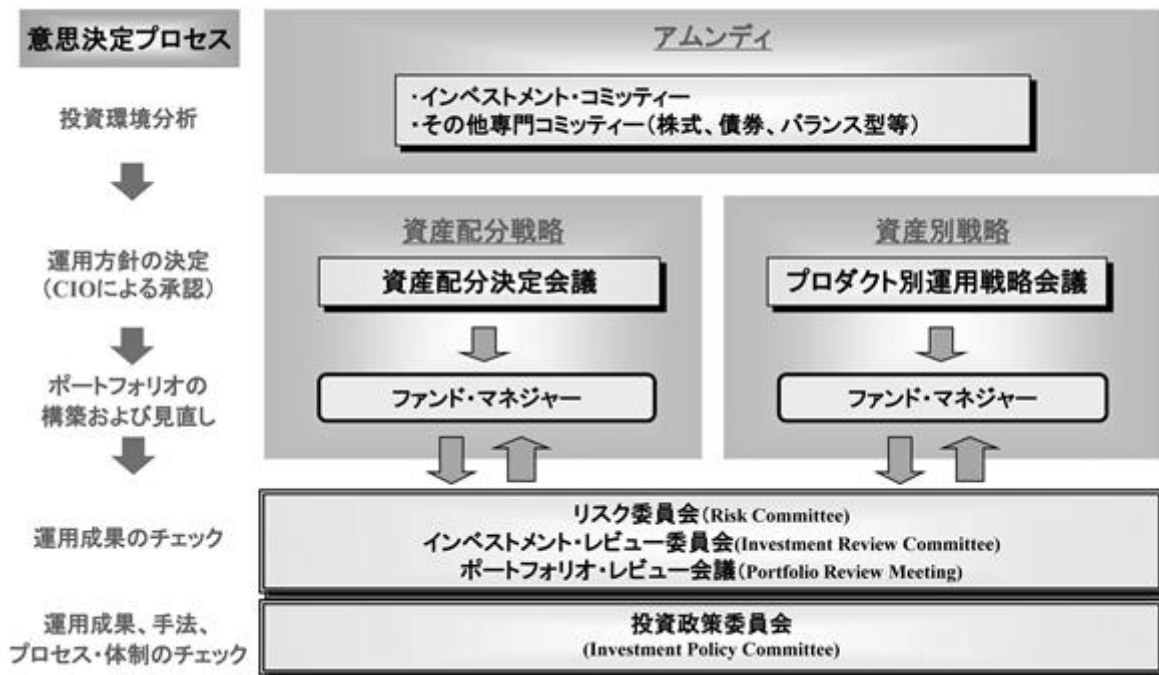 意思決定プロセス
アムンディ
投資環境分析
・インベストメント・コミッティー
・その他専門コミッティー（株式、債券、バランス型等）
運用方針の決定
（CIOによる承認）
資産配分戦略
資産配分決定会議
資産別戦略
プロダクト別運用戦略会議
ポートフォリオの
構築および見直し
ファンド・マネジャー
ファンド・マネジャー
運用成果のチェック
リスク委員会（Risk Committee）
インベストメント・レビュー委員会(Investment Review Committee)
ポートフォリオ・レビュー会議(Portfolio Review Meeting)
運用成果、手法、
プロセス・体制のチェック
投資政策委員会
(Investment Policy Committee)